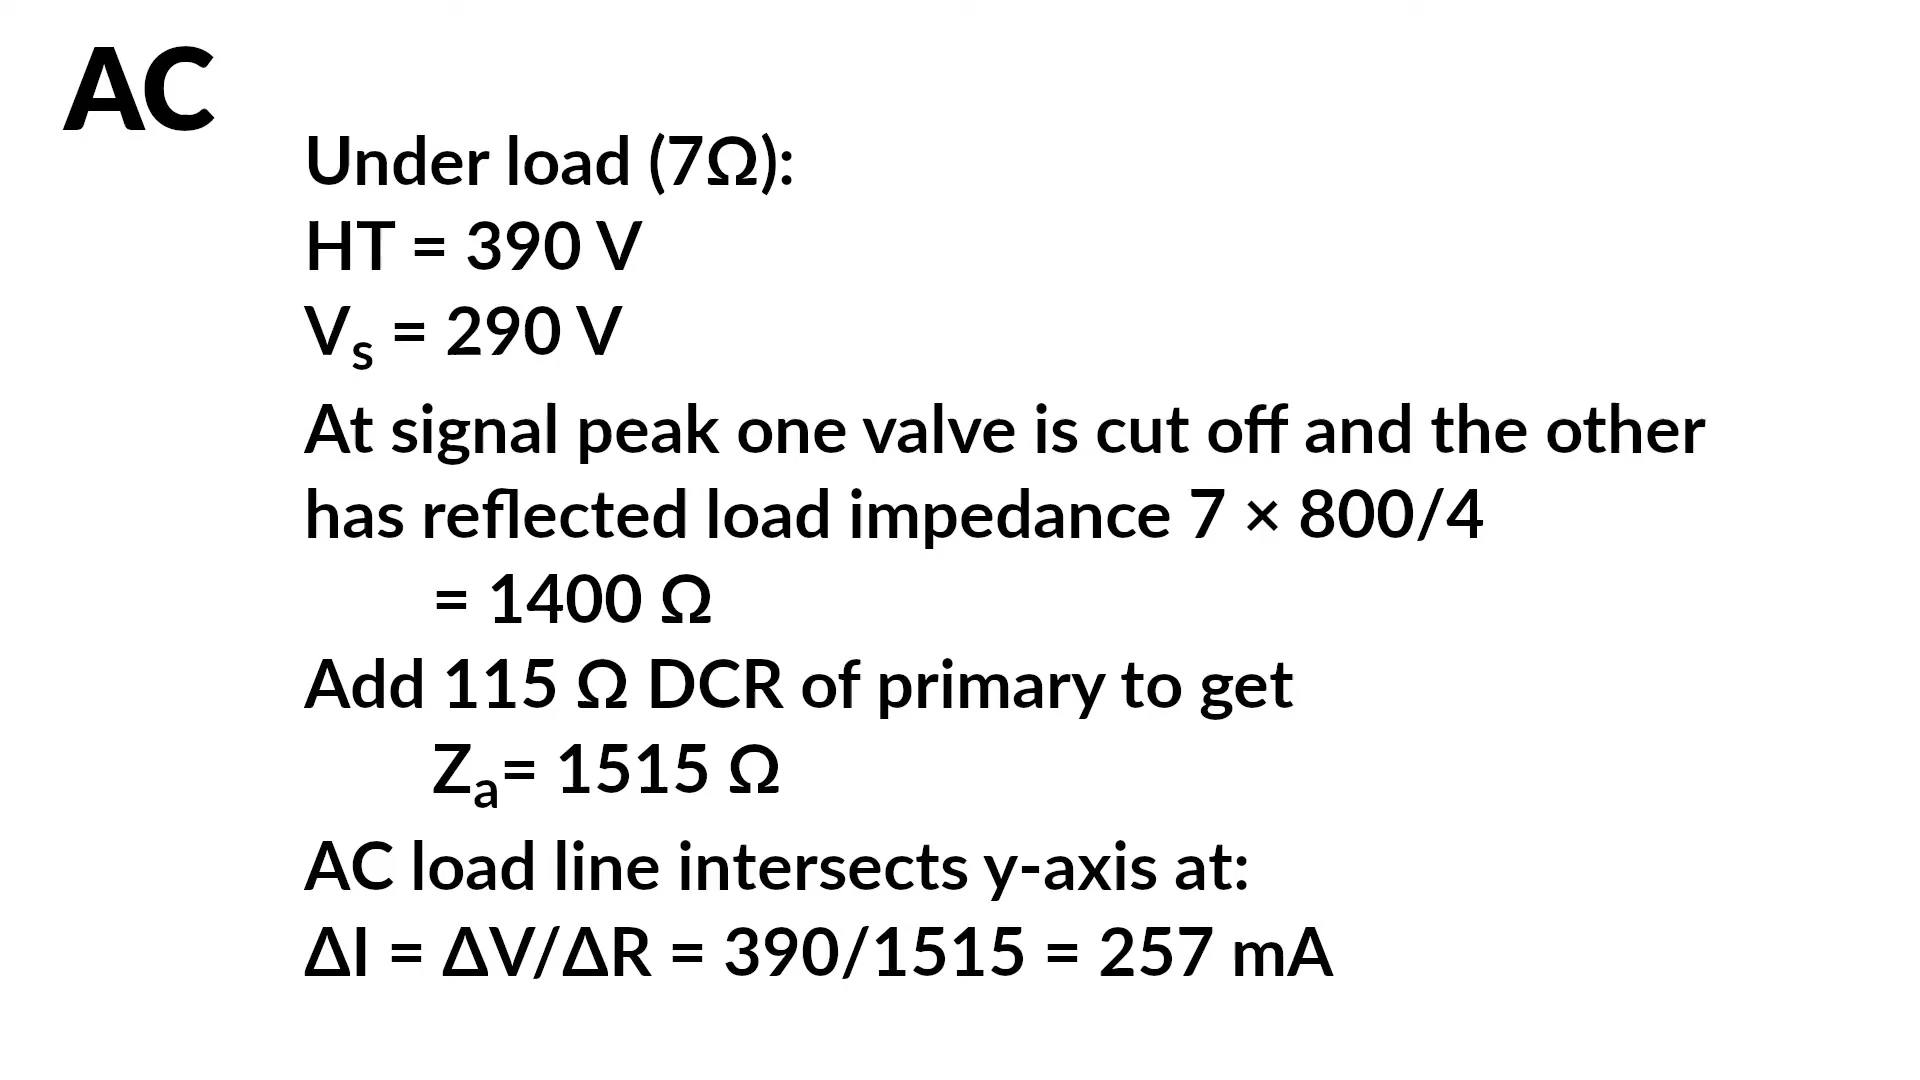 AC
Under load (7Ω):
HT = 390 V
Vₛ = 290 V
At signal peak one valve is cut off and the other
has reflected load impedance 7 × 800/4
= 1400 Ω
Add 115 Ω DCR of primary to get
Zₐ= 1515 Ω
AC load line intersects y-axis at:
ΔI = ΔV/ΔR = 390/1515 = 257 mA